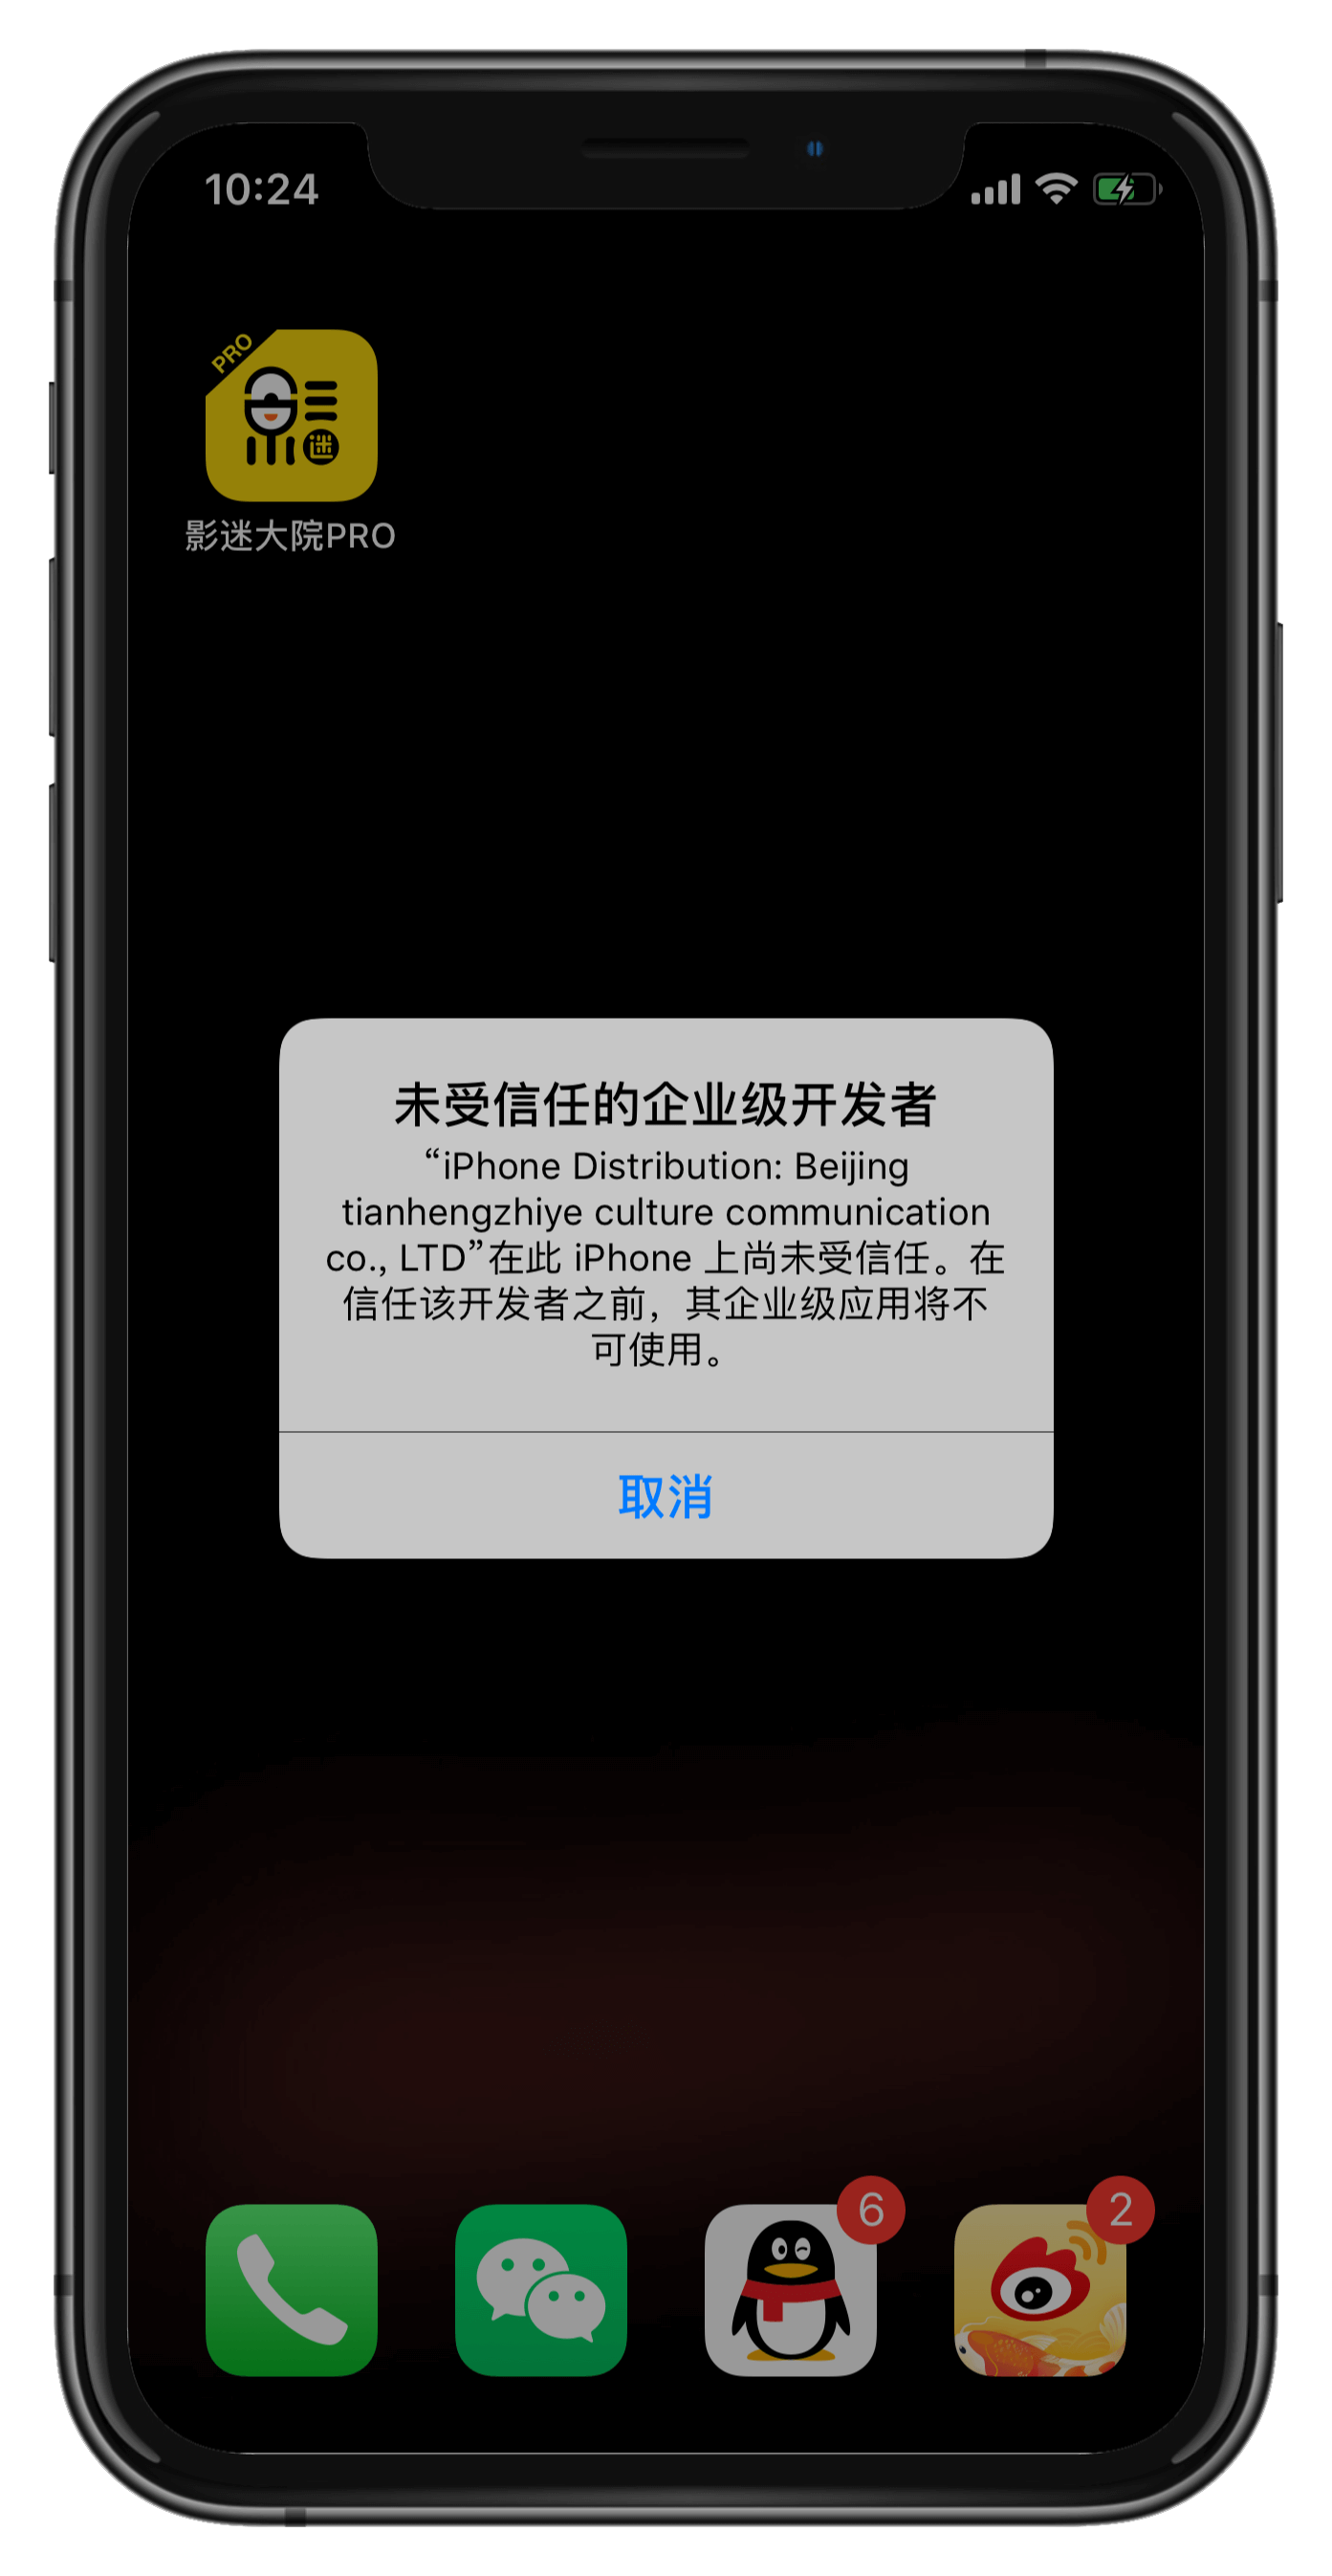 10:24
PRO
迷
影迷大院PRO
未受信任的企业级开发者
“iPhone Distribution: Beijing
tianhengzhiye culture communication
co., LTD”在此 iPhone 上尚未受信任。在
信任该开发者之前，其企业级应用将不
可使用。
取消
6
2